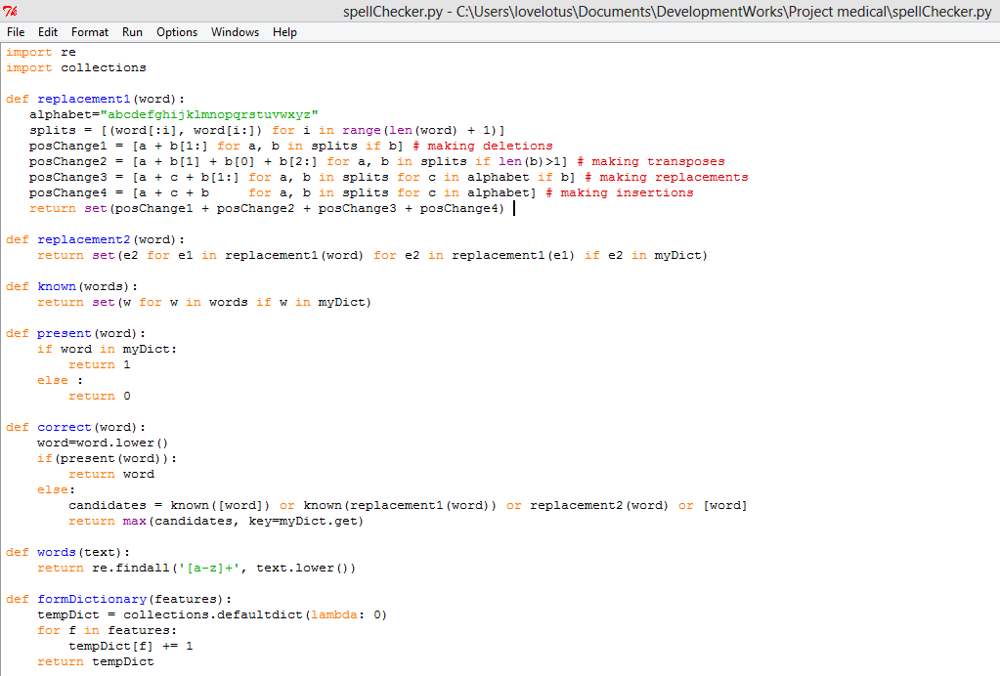 spellChecker.py - C:\Users\lovelotus\Documents\DevelopmentWorks\Project medical\spellChecker.py
File Edit Format Run Options Windows Help
import re
import collections

def replacement1(word):
   alphabet="abcdefghijklmnopqrstuvwxyz"
   splits = [(word[:i], word[i:]) for i in range(len(word) + 1)]
   posChange1 = [a + b[1:] for a, b in splits if b] # making deletions
   posChange2 = [a + b[1] + b[0] + b[2:] for a, b in splits if len(b)>1] # making transposes
   posChange3 = [a + c + b[1:] for a, b in splits for c in alphabet if b] # making replacements
   posChange4 = [a + c + b     for a, b in splits for c in alphabet] # making insertions
   return set(posChange1 + posChange2 + posChange3 + posChange4)

def replacement2(word):
    return set(e2 for e1 in replacement1(word) for e2 in replacement1(e1) if e2 in myDict)

def known(words):
    return set(w for w in words if w in myDict)

def present(word):
    if word in myDict:
        return 1
    else :
        return 0

def correct(word):
    word=word.lower()
    if(present(word)):
        return word
    else:
        candidates = known([word]) or known(replacement1(word)) or replacement2(word) or [word]
        return max(candidates, key=myDict.get)

def words(text):
    return re.findall('[a-z]+', text.lower())

def formDictionary(features):
    tempDict = collections.defaultdict(lambda: 0)
    for f in features:
        tempDict[f] += 1
    return tempDict